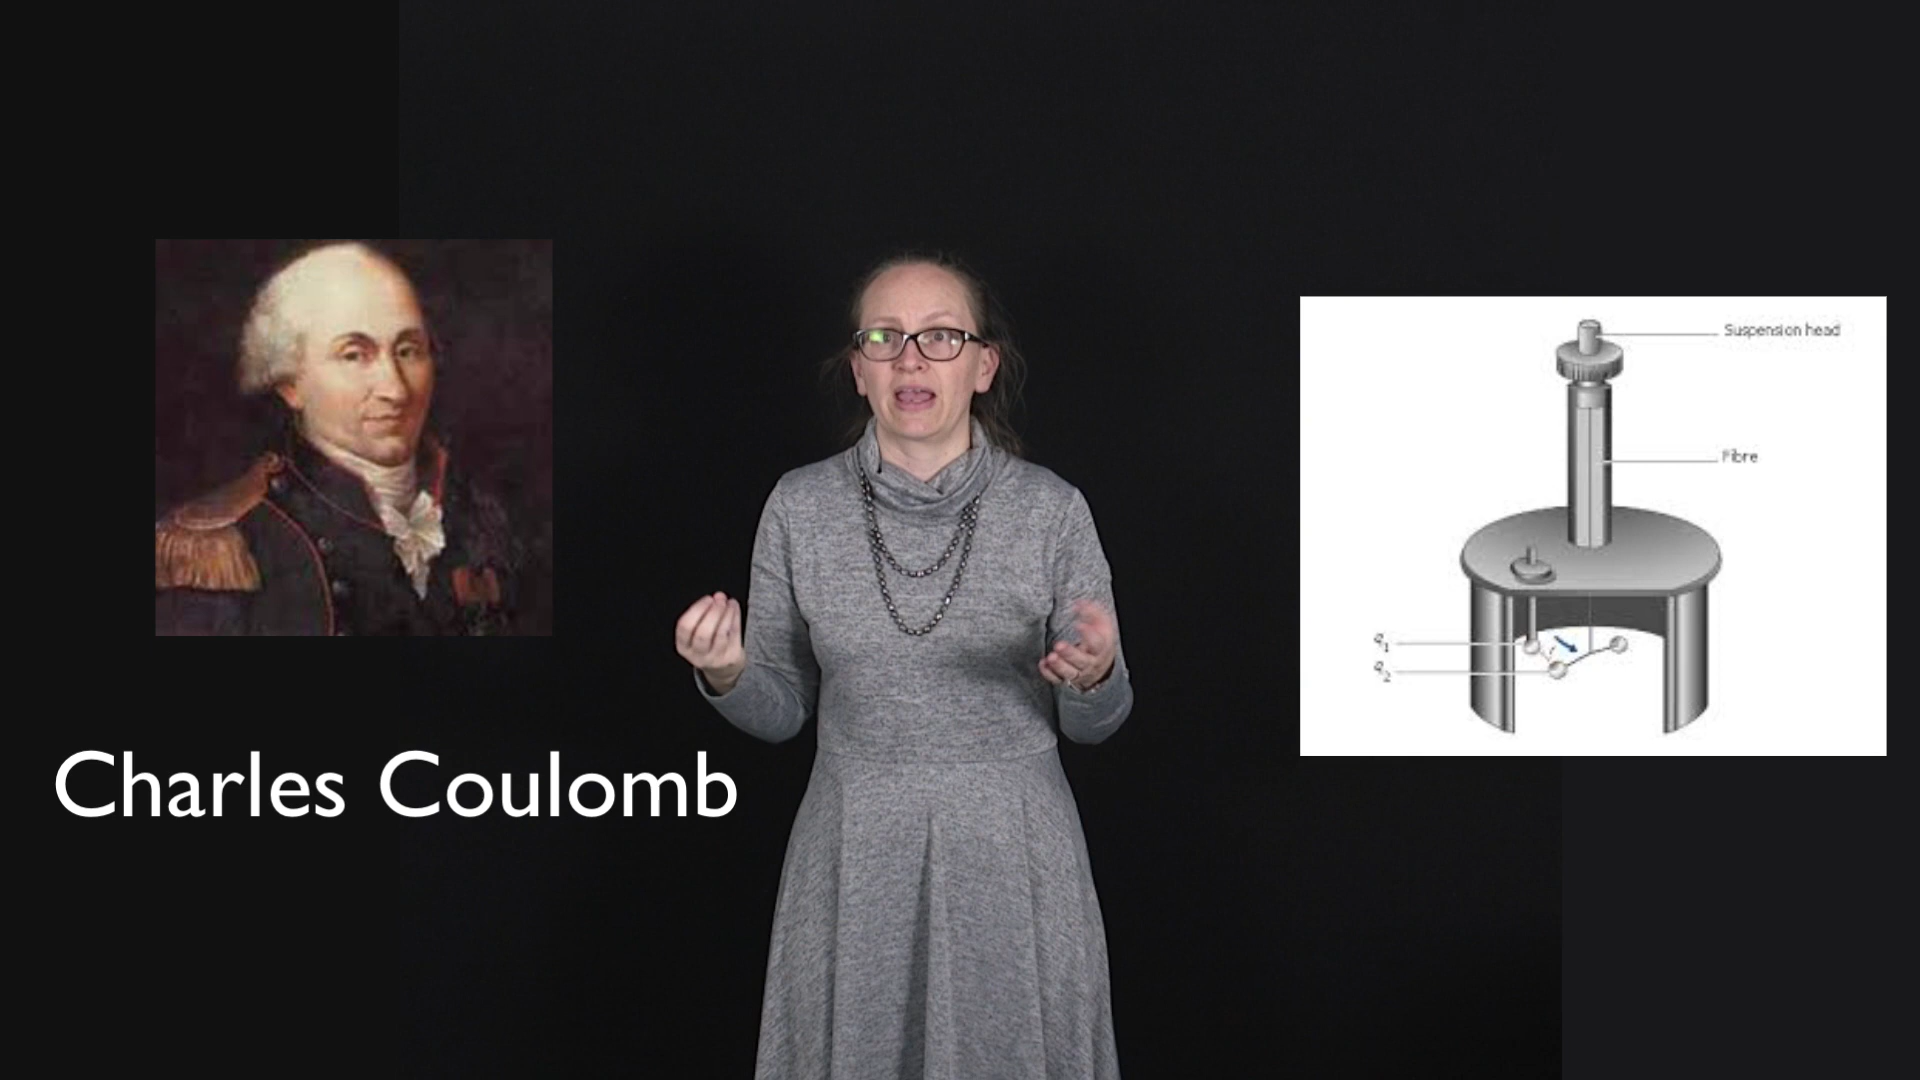 Charles Coulomb
Suspension head
Fibre
q1
q2